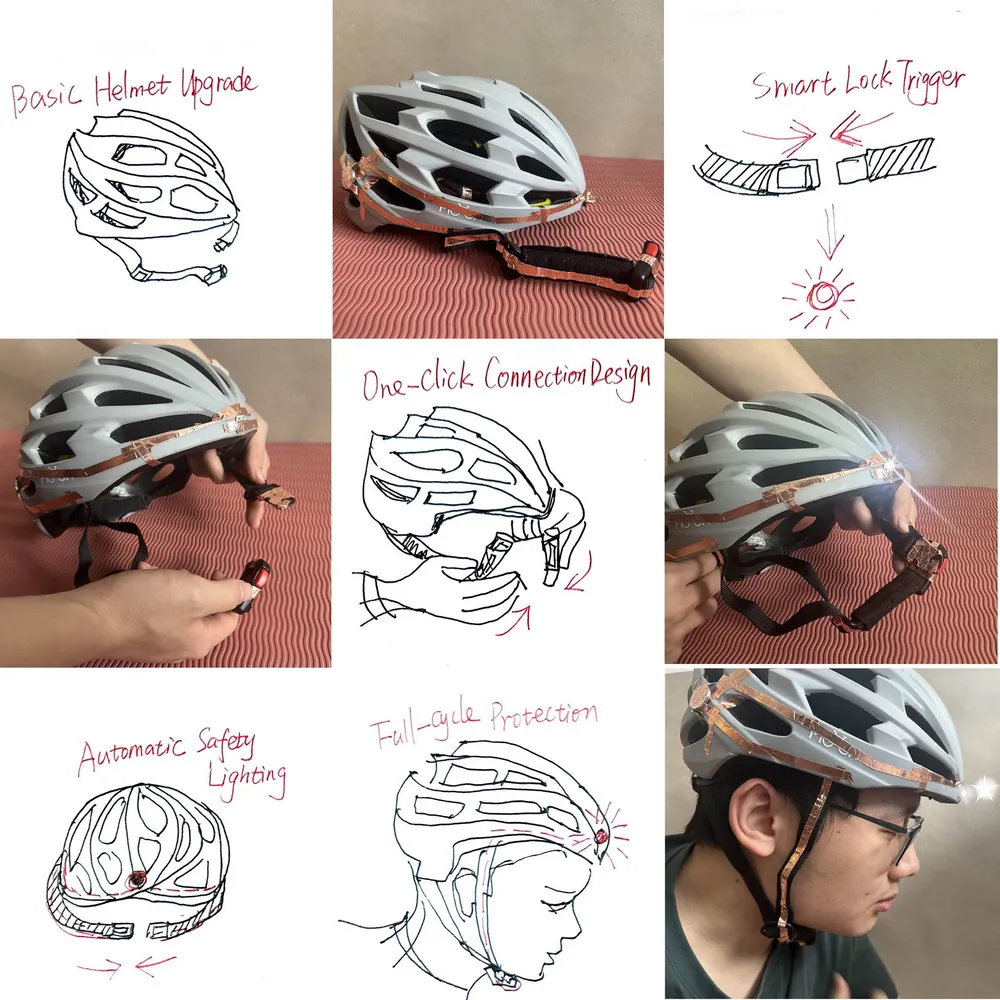 Basic Helmet Upgrade
Smart Lock Trigger
One-Click Connection Design
Automatic Safety
Lighting
Full-cycle Protection